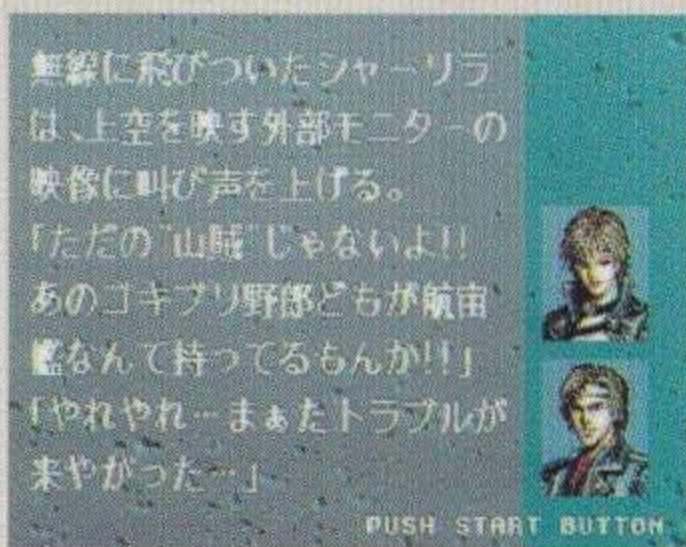 無線に飛びついたシャーリラ
は、上空を映す外部モニターの
映像に叫び声を上げる。
「ただの"山賊"じゃないよ!!
あのゴキブリ野郎どもが航宙
艦なんて持ってるもんか!!」
「やれやれ…まぁたトラブルが
来やがった…」
PUSH START BUTTON